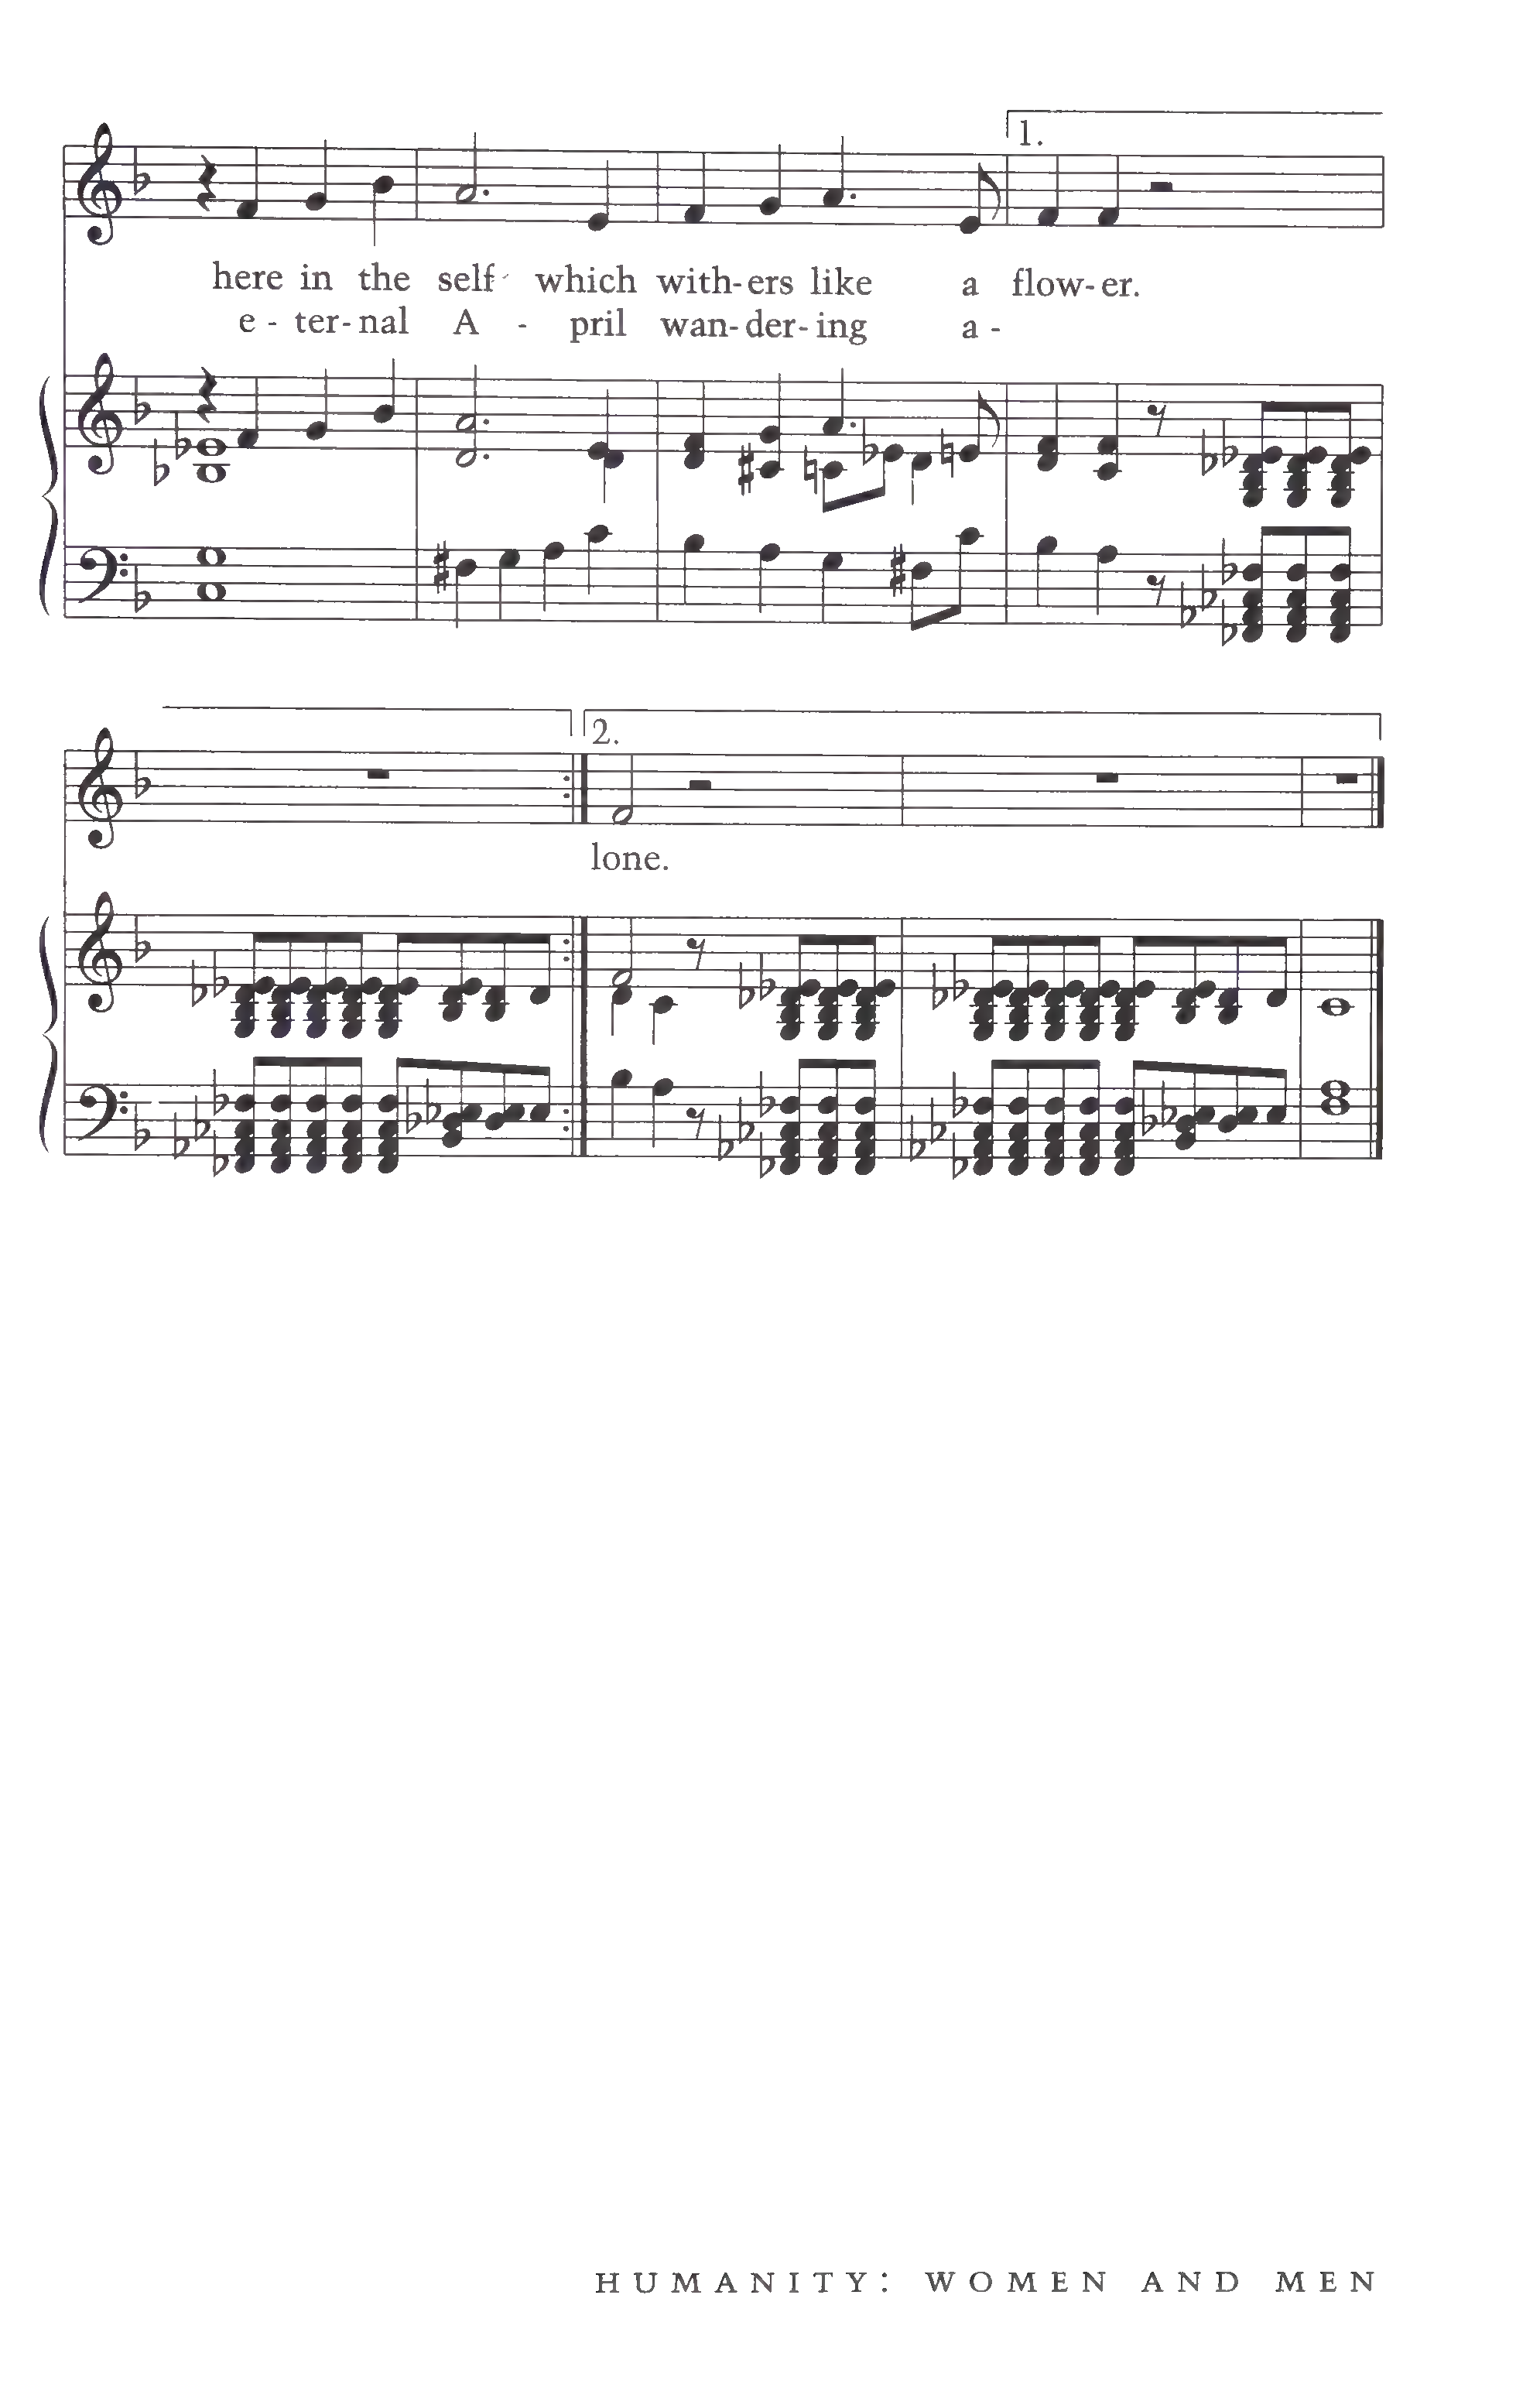 1.
here in the self which with-ers like a flow-er.
e - ter-nal A - pril wan-der-ing a -
2.
lone.
HUMANITY: WOMEN AND MEN